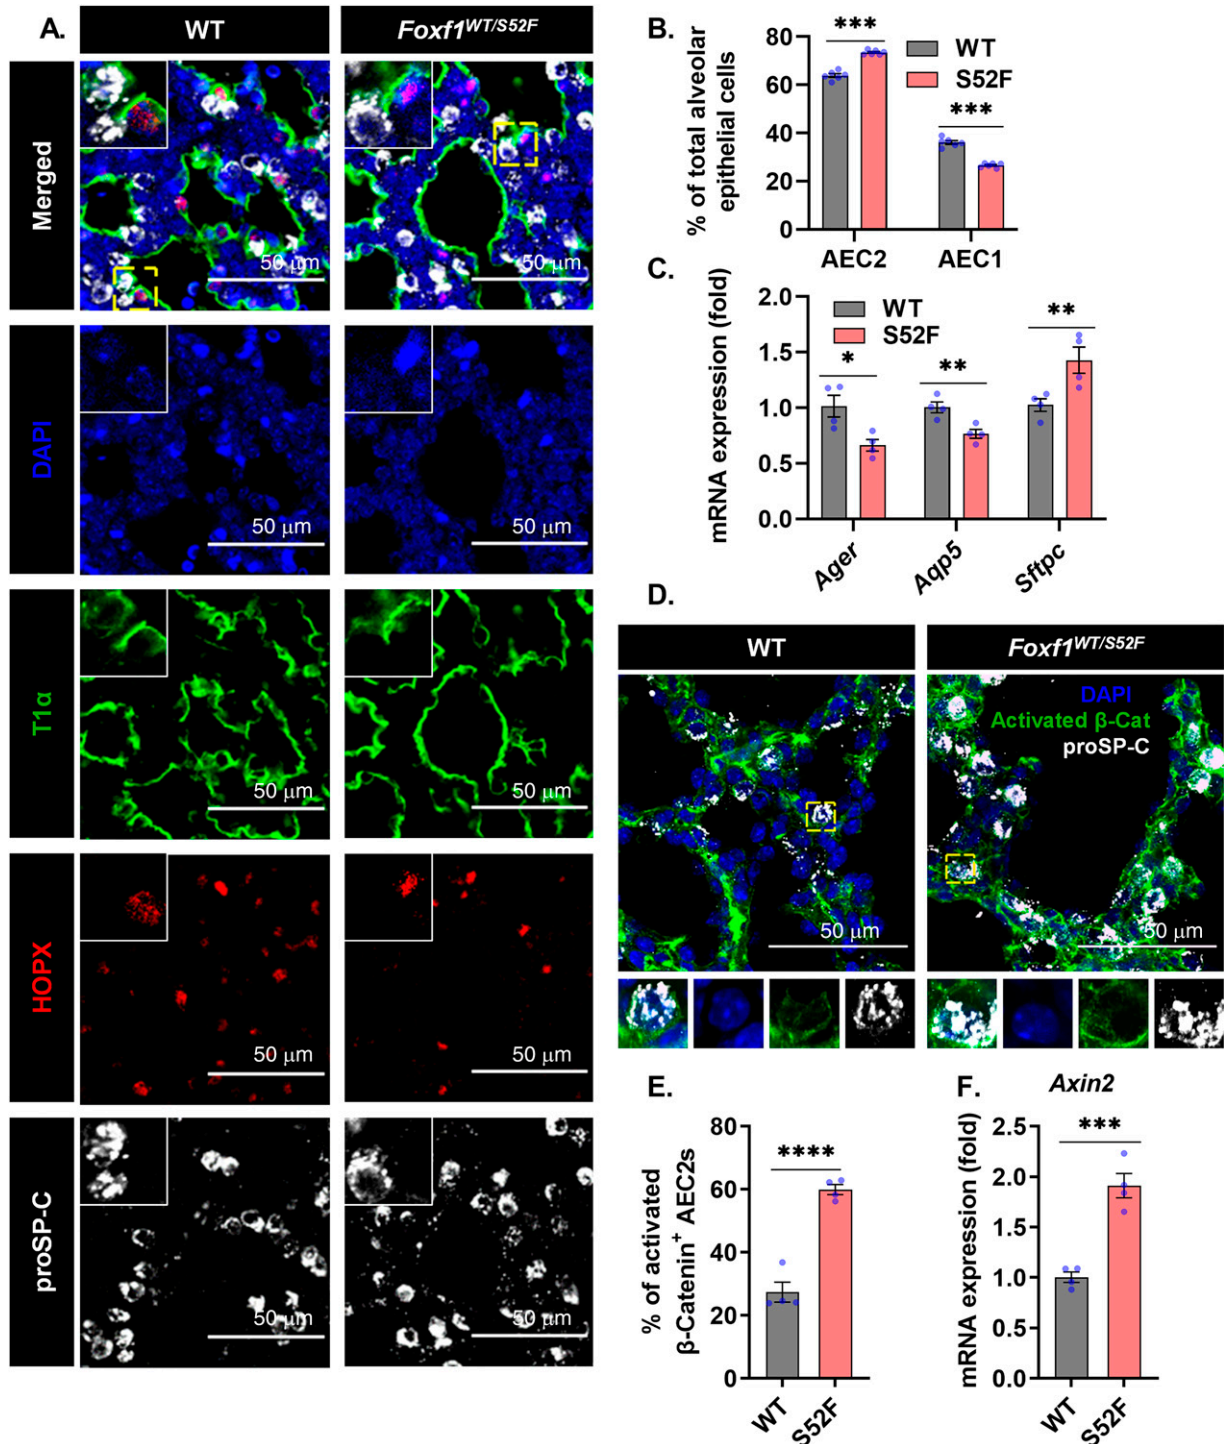 A.
WT
Foxf1WT/S52F
Merged
50 μm
50 μm
DAPI
50 μm
50 μm
T1α
50 μm
50 μm
HOPX
50 μm
50 μm
proSP-C
50 μm
50 μm
B.
% of total alveolar
epithelial cells
80
60
40
20
0
***
***
WT
S52F
AEC2
AEC1
C.
mRNA expression (fold)
2.0
1.5
1.0
0.5
0.0
WT
S52F
*
**
**
Ager
Aqp5
Sftpc
D.
WT
Foxf1WT/S52F
DAPI
Activated β-Cat
proSP-C
50 μm
50 μm
E.
% of activated
β-Catenin+ AEC2s
80
60
40
20
0
****
WT
S52F
F.
Axin2
mRNA expression (fold)
2.5
2.0
1.5
1.0
0.5
0.0
***
WT
S52F